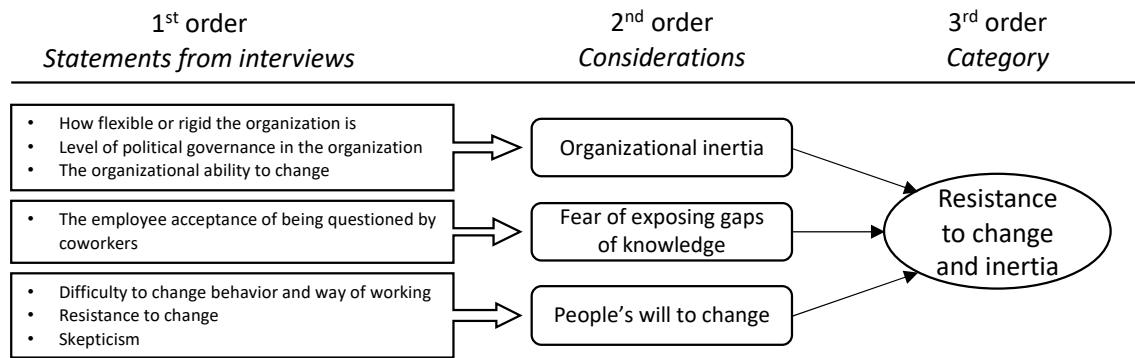 1st order
Statements from interviews
2nd order
Considerations
3rd order
Category
• How flexible or rigid the organization is
• Level of political governance in the organization
• The organizational ability to change
Organizational inertia
• The employee acceptance of being questioned by
coworkers
Fear of exposing gaps
of knowledge
• Difficulty to change behavior and way of working
• Resistance to change
• Skepticism
People's will to change
Resistance
to change
and inertia